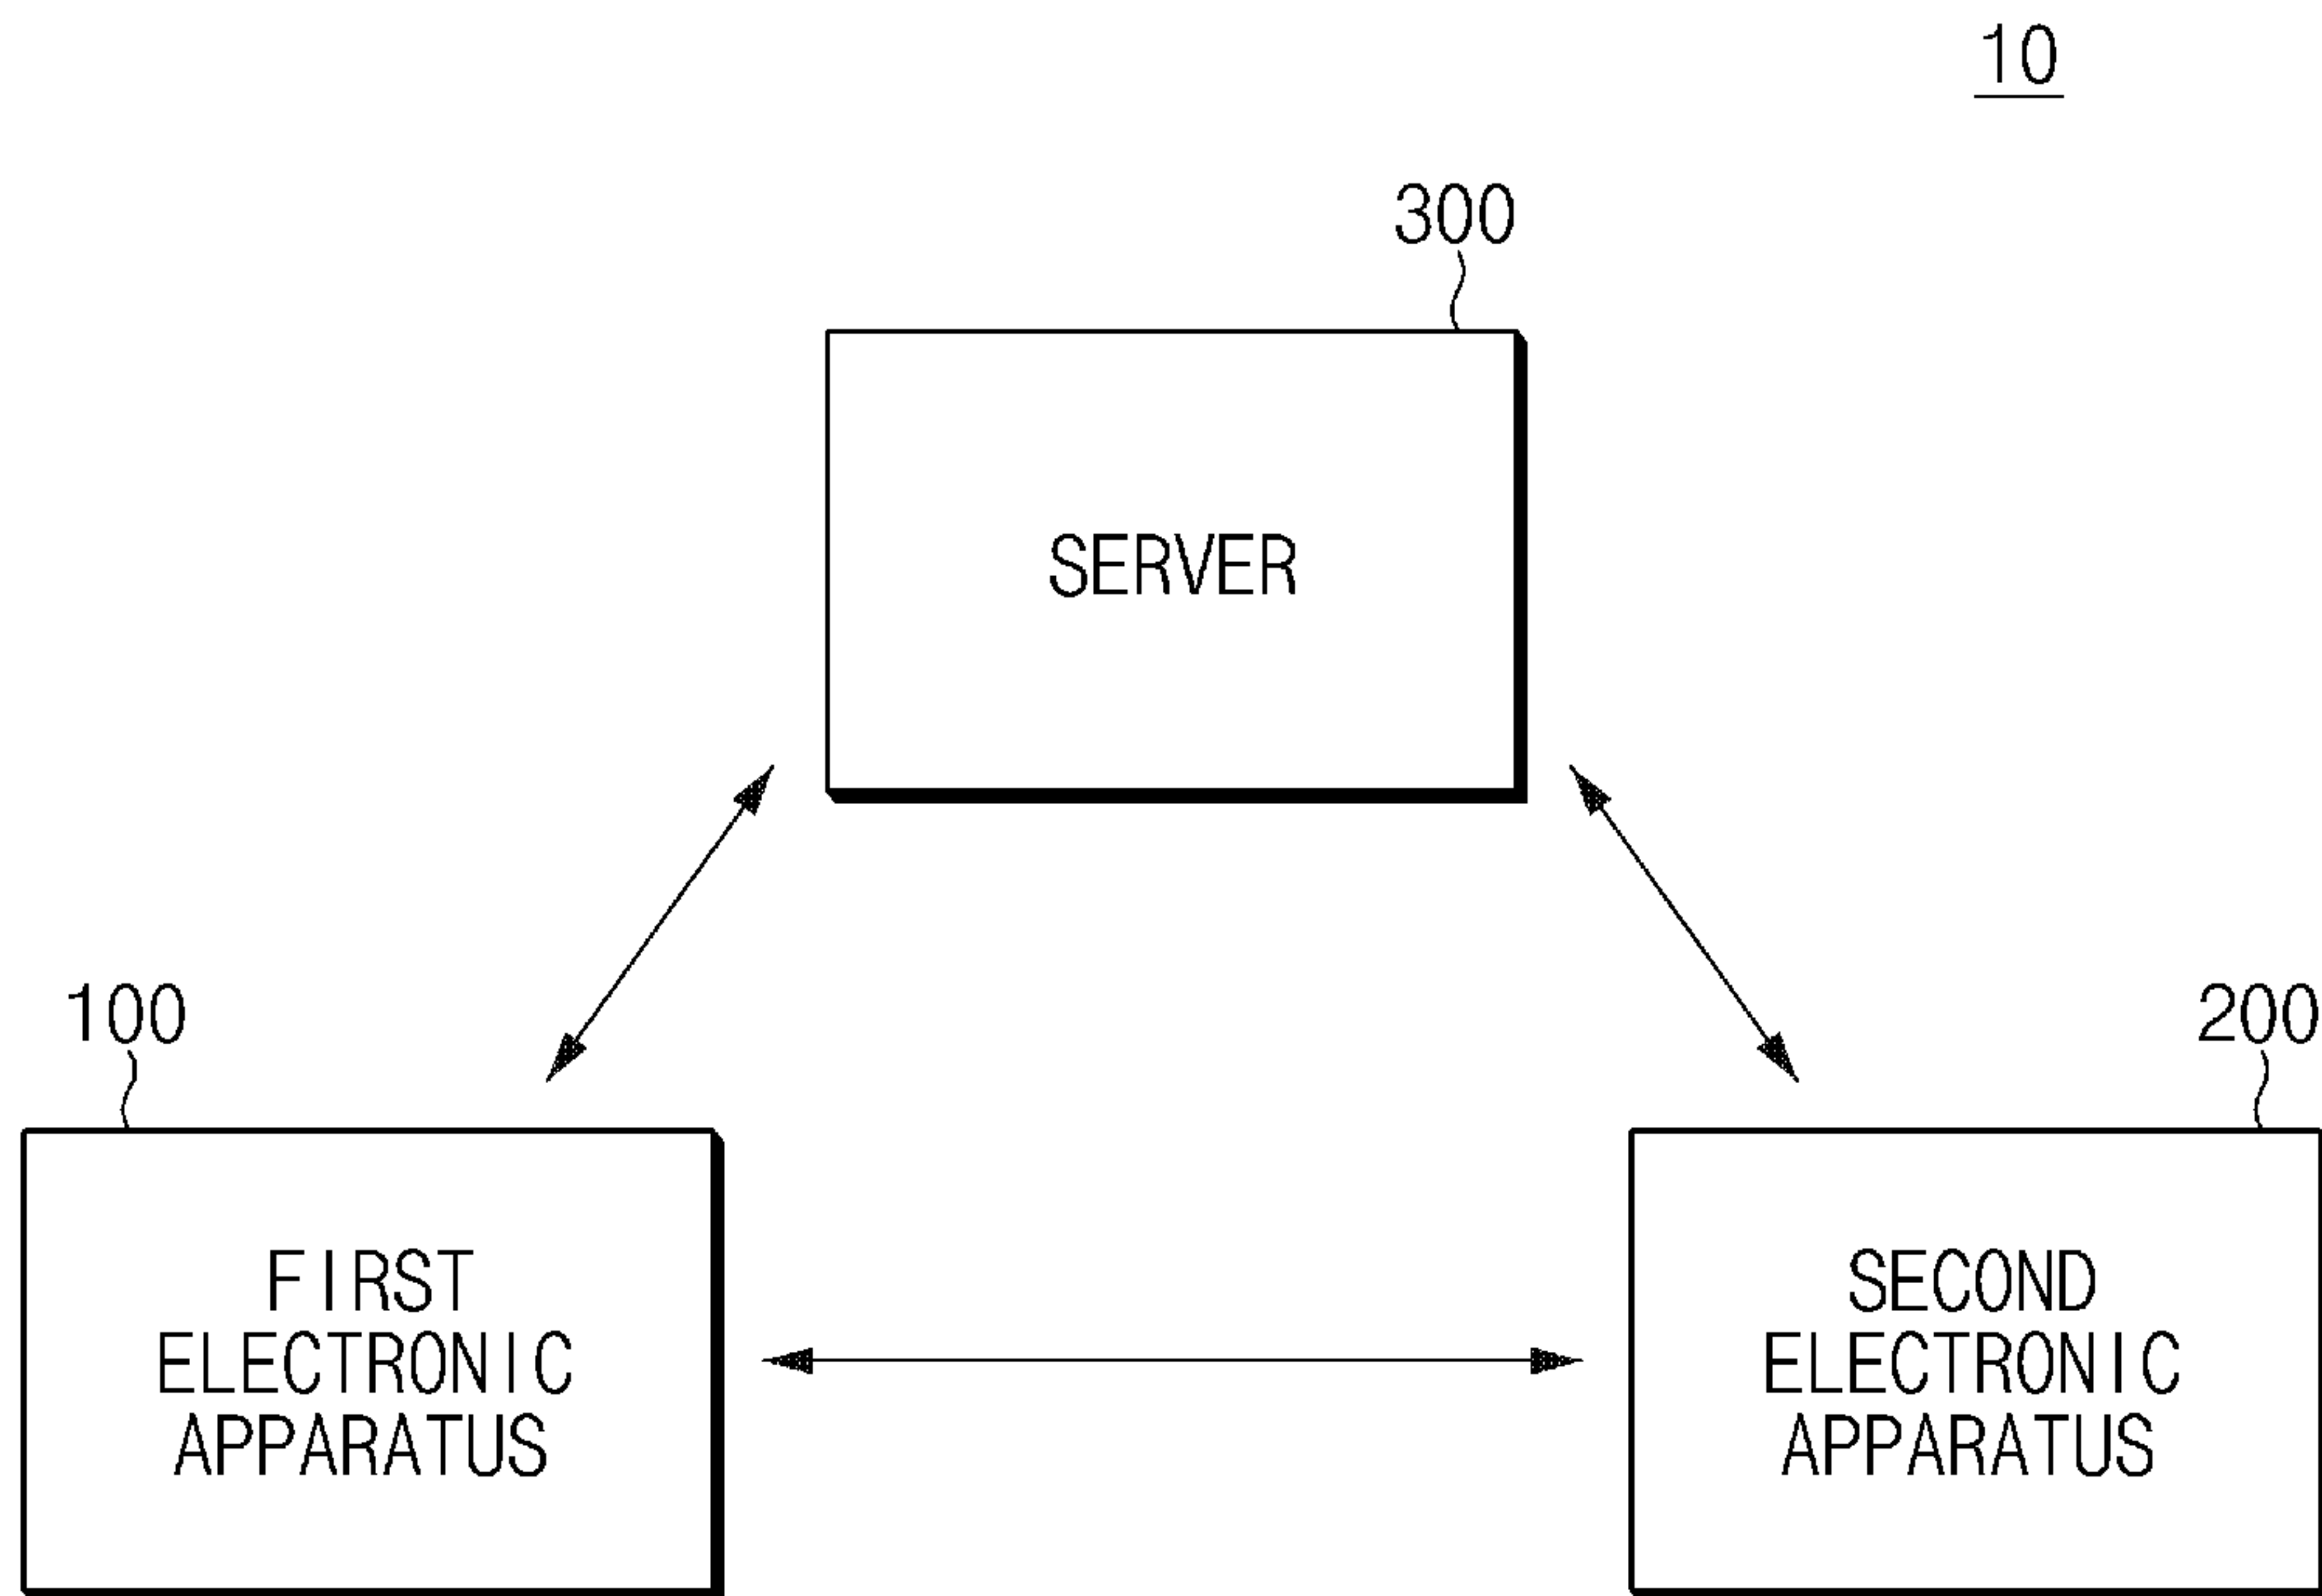 10
300
SERVER
100
200
FIRST
ELECTRONIC
APPARATUS
SECOND
ELECTRONIC
APPARATUS